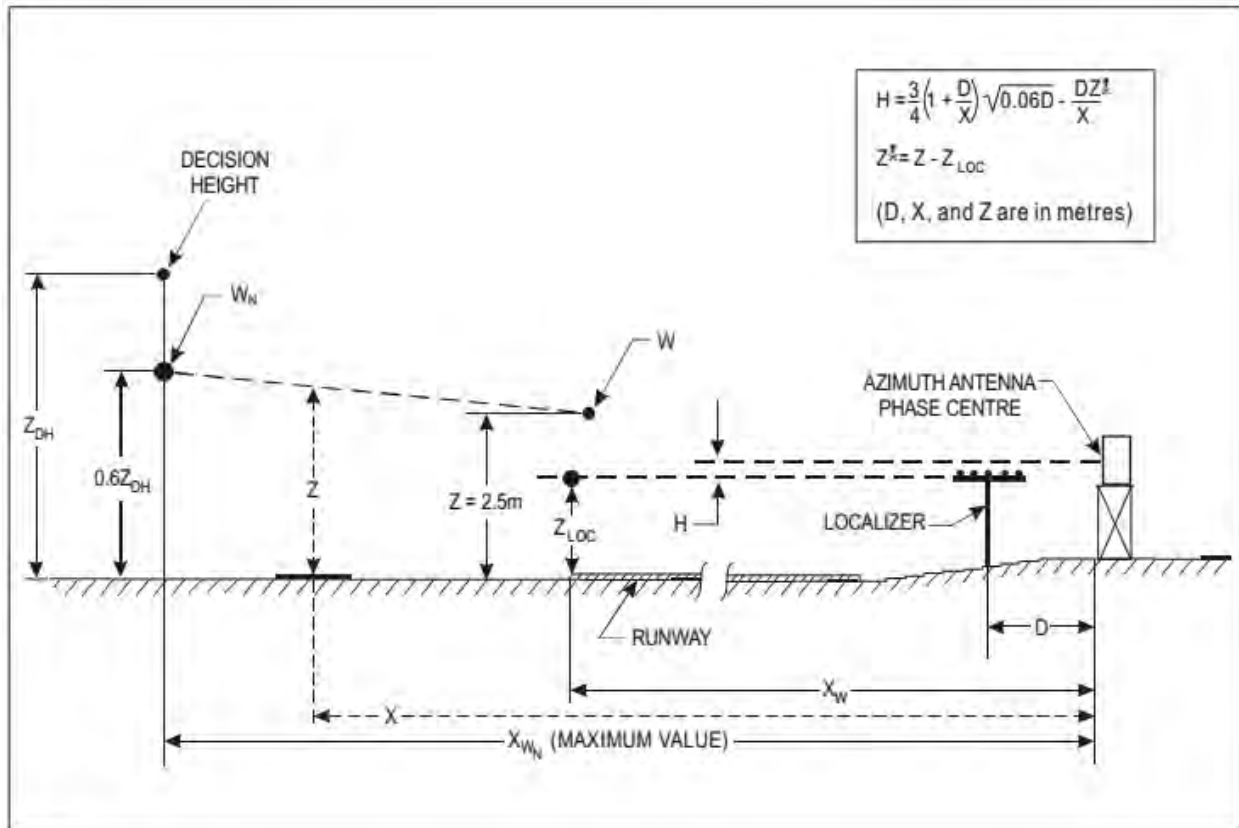 H = 3/4 (1 + D/X) √0.06D - DZ*/X
Z* = Z - Z_LOC
(D, X, and Z are in metres)
DECISION
HEIGHT
W_N
W
AZIMUTH ANTENNA
PHASE CENTRE
Z_DH
0.6Z_DH
Z
Z = 2.5m
Z_LOC
H
LOCALIZER
RUNWAY
D
X_W
X
X_W_N (MAXIMUM VALUE)